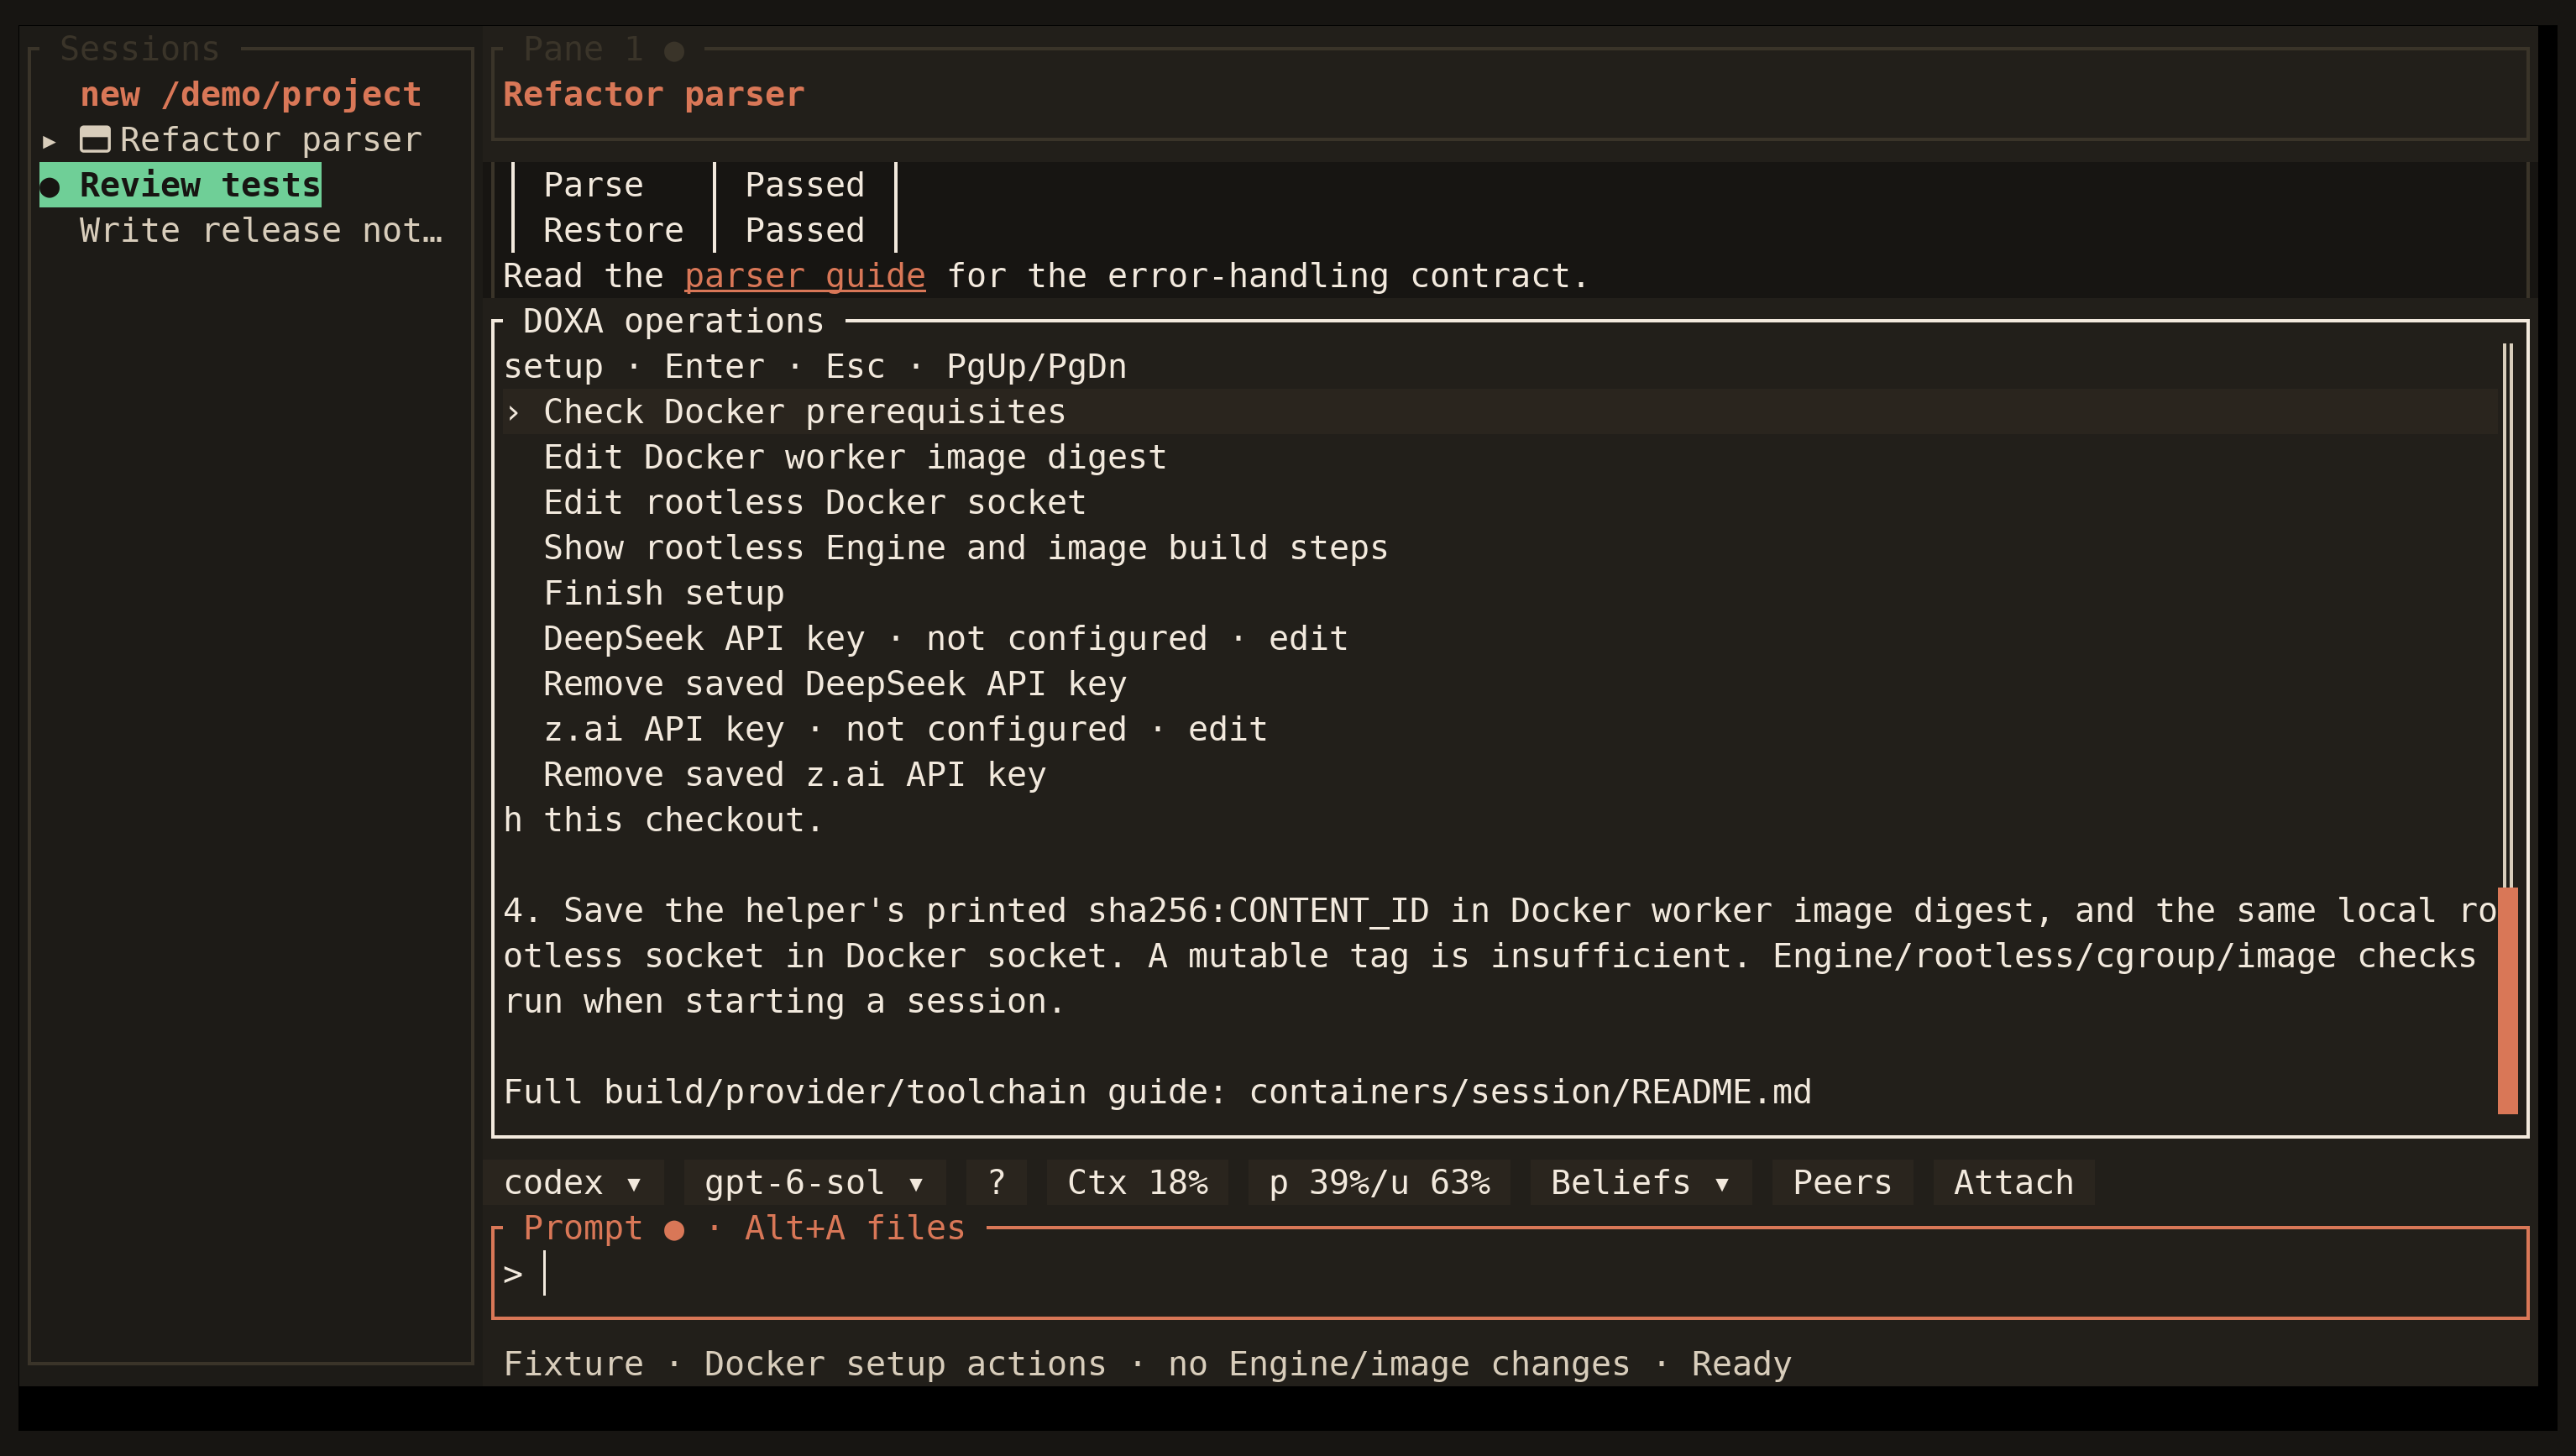 Sessions
new /demo/project
▸ Refactor parser
● Review tests
Write release not…
Pane 1 ●
Refactor parser
│ Parse │ Passed │
│ Restore │ Passed │
Read the parser guide for the error-handling contract.
DOXA operations
setup · Enter · Esc · PgUp/PgDn
› Check Docker prerequisites
Edit Docker worker image digest
Edit rootless Docker socket
Show rootless Engine and image build steps
Finish setup
DeepSeek API key · not configured · edit
Remove saved DeepSeek API key
z.ai API key · not configured · edit
Remove saved z.ai API key
h this checkout.
4. Save the helper's printed sha256:CONTENT_ID in Docker worker image digest, and the same local ro
otless socket in Docker socket. A mutable tag is insufficient. Engine/rootless/cgroup/image checks
run when starting a session.
Full build/provider/toolchain guide: containers/session/README.md
codex ▾ gpt-6-sol ▾ ? Ctx 18% p 39%/u 63% Beliefs ▾ Peers Attach
Prompt ● · Alt+A files
>
Fixture · Docker setup actions · no Engine/image changes · Ready